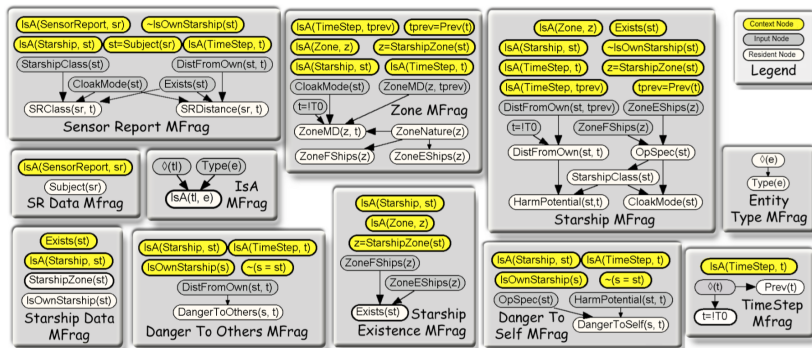 IsA(SensorReport, sr) ~IsOwnStarship(st)
IsA(Starship, st) st=Subject(sr) IsA(TimeStep, t)
StarshipClass(st) DistFromOwn(st, t)
CloakMode(st) Exists(st)
SRClass(sr, t) SRDistance(sr, t)
Sensor Report MFrag
IsA(TimeStep, tprev) tprev=Prev(t)
IsA(Zone, z) z=StarshipZone(st)
IsA(Starship, st) IsA(TimeStep, t)
CloakMode(st) ZoneMD(z, tprev)
t=!T0 Zone MFrag
ZoneMD(z, t) ZoneNature(z)
ZoneFShips(z) ZoneEShips(z)
IsA(Zone, z) Exists(st)
IsA(Starship, st) ~IsOwnStarship(st)
IsA(TimeStep, t) z=StarshipZone(st)
IsA(TimeStep, tprev) tprev=Prev(t)
DistFromOwn(st, tprev) ZoneEShips(z)
t=!T0 ZoneFShips(z)
DistFromOwn(st, t) OpSpec(st)
StarshipClass(st)
HarmPotential(st,t) CloakMode(st)
Starship MFrag
Context Node
Input Node
Resident Node
Legend
IsA(SensorReport, sr)
Subject(sr)
SR Data Mfrag
◊(tl) Type(e)
IsA(tl, e)
IsA
MFrag
◊(e)
Type(e)
Entity
Type MFrag
Exists(st)
IsA(Starship, st)
StarshipZone(st)
IsOwnStarship(st)
Starship Data
MFrag
IsA(Starship, st) IsA(TimeStep, t)
IsOwnStarship(s) ~(s = st)
DistFromOwn(st, t)
DangerToOthers(s, t)
Danger To Others MFrag
IsA(Starship, st)
IsA(Zone, z)
z=StarshipZone(st)
ZoneFShips(z)
ZoneEShips(z)
Exists(st)
Starship
Existence MFrag
IsA(Starship, st) IsA(TimeStep, t)
IsOwnStarship(s) ~(s = st)
OpSpec(st) HarmPotential(st, t)
DangerToSelf(s, t)
Danger To
Self MFrag
IsA(TimeStep, t)
◊(t) Prev(t)
t=!T0
TimeStep
Mfrag